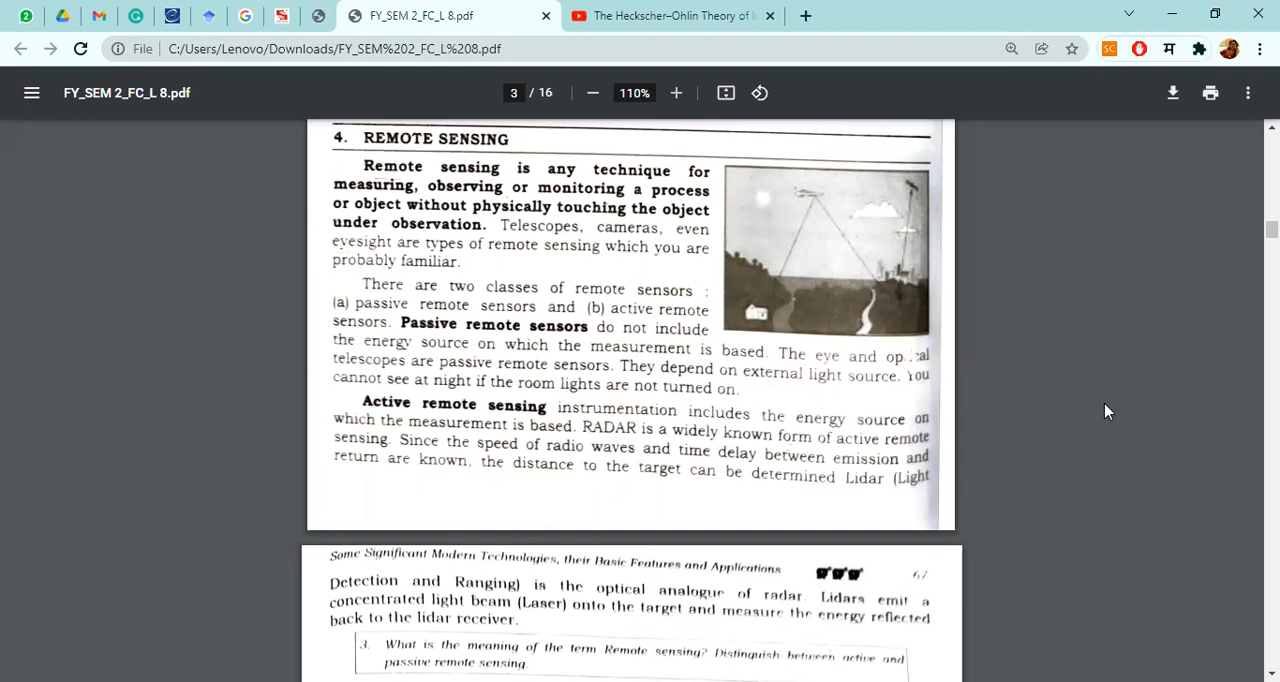 FY_SEM 2_FC_L 8.pdf
The Heckscher–Ohlin Theory of I
File
C:/Users/Lenovo/Downloads/FY_SEM%202_FC_L%208.pdf
SC
म
FY_SEM 2_FC_L 8.pdf
3 / 16
110%
4. REMOTE SENSING
Remote sensing is any technique for
measuring, observing or monitoring a process
or object without physically touching the object
under observation. Telescopes, cameras, even
eyesight are types of remote sensing which you are
probably familiar.
There are two classes of remote sensors :
(a) passive remote sensors and (b) active remote
sensors. Passive remote sensors do not include
the energy source on which the measurement is based. The eye and optical
telescopes are passive remote sensors. They depend on external light source. You
cannot see at night if the room lights are not turned on.
Active remote sensing instrumentation includes the energy source on
which the measurement is based. RADAR is a widely known form of active remote
sensing. Since the speed of radio waves and time delay between emission and
return are known, the distance to the target can be determined Lidar (Light
Some Significant Modern Technologies, their Basic Features and Applications
67
Detection and Ranging) is the optical analogue of radar. Lidars emit a
concentrated light beam (Laser) onto the target and measure the energy reflected
back to the lidar receiver.
3. What is the meaning of the term Remote sensing? Distinguish between active and
passive remote sensing.